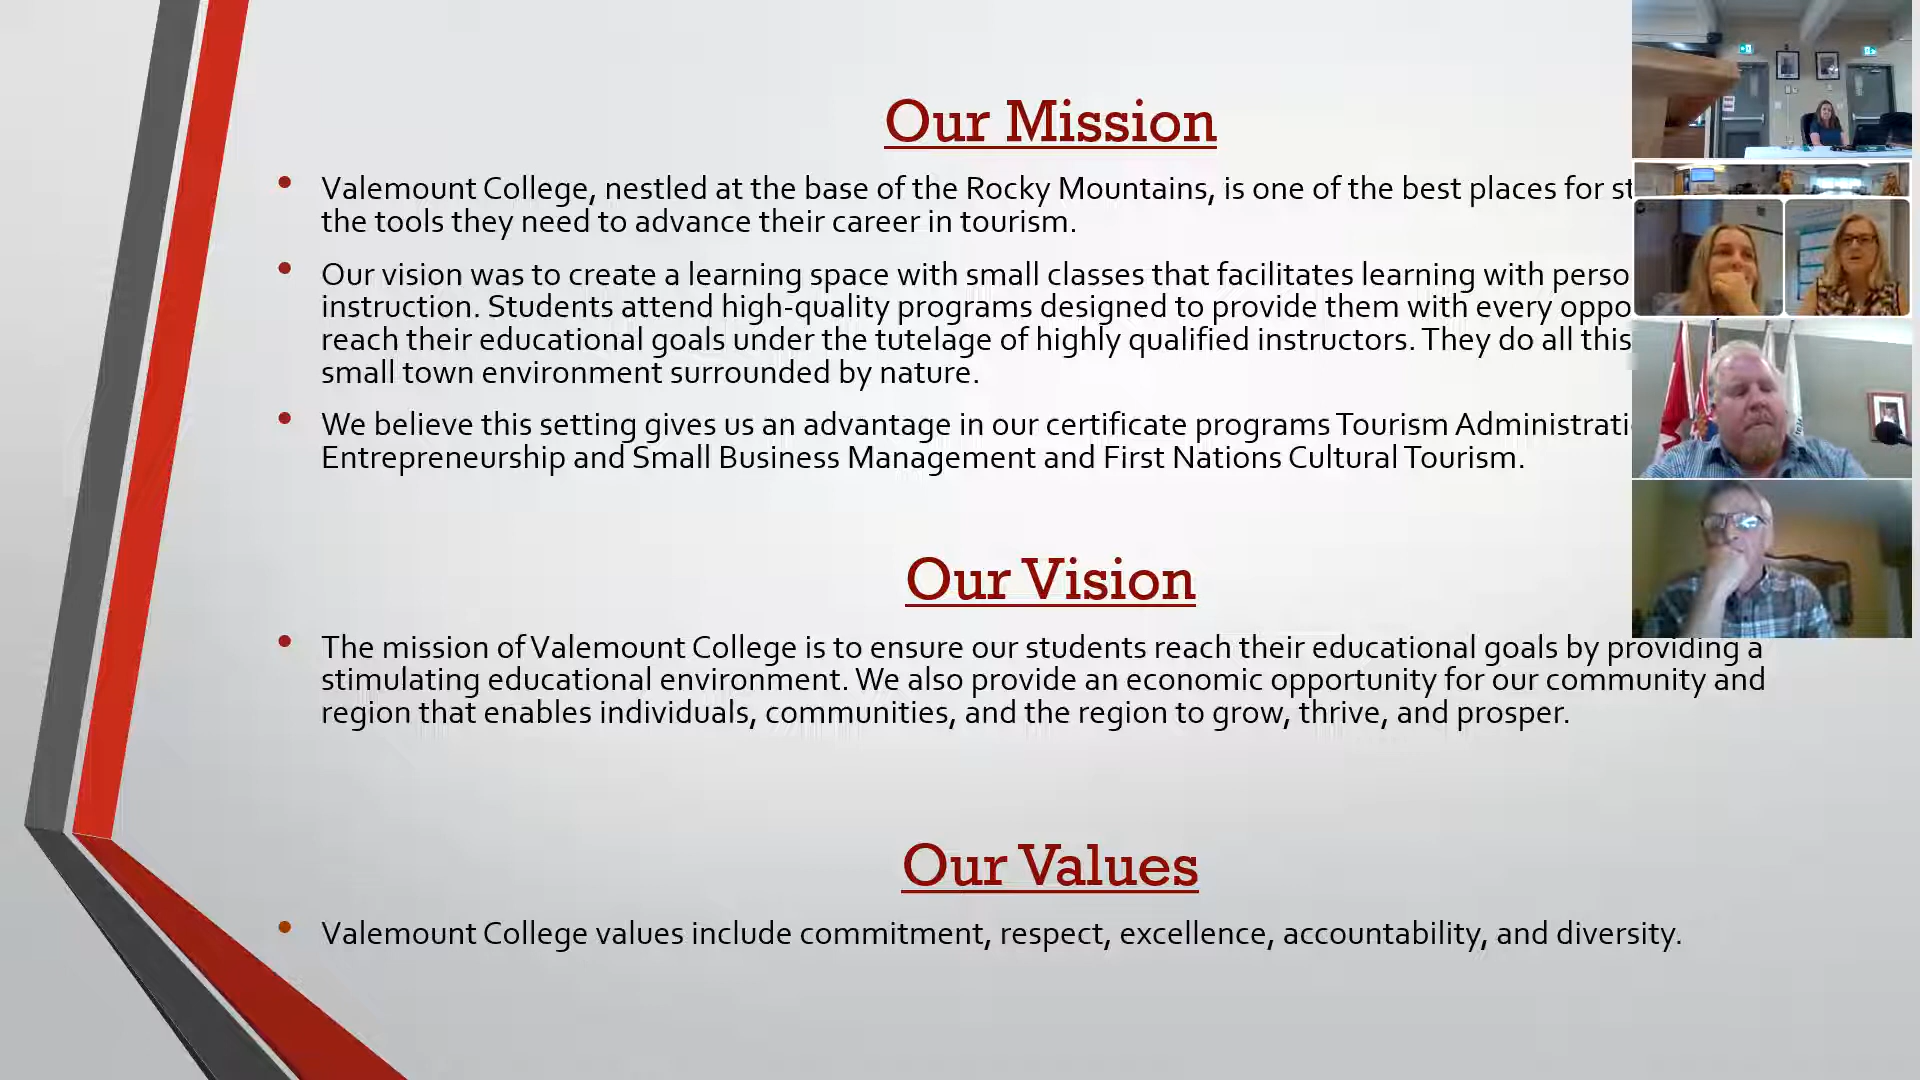 Our Mission
• Valemount College, nestled at the base of the Rocky Mountains, is one of the best places for
the tools they need to advance their career in tourism.
• Our vision was to create a learning space with small classes that facilitates learning with
instruction. Students attend high-quality programs designed to provide them with every
reach their educational goals under the tutelage of highly qualified instructors. They do all this
small town environment surrounded by nature.
• We believe this setting gives us an advantage in our certificate programs Tourism
Entrepreneurship and Small Business Management and First Nations Cultural Tourism.
Our Vision
• The mission of Valemount College is to ensure our students reach their educational goals by providing a
stimulating educational environment. We also provide an economic opportunity for our community and
region that enables individuals, communities, and the region to grow, thrive, and prosper.
Our Values
• Valemount College values include commitment, respect, excellence, accountability, and diversity.